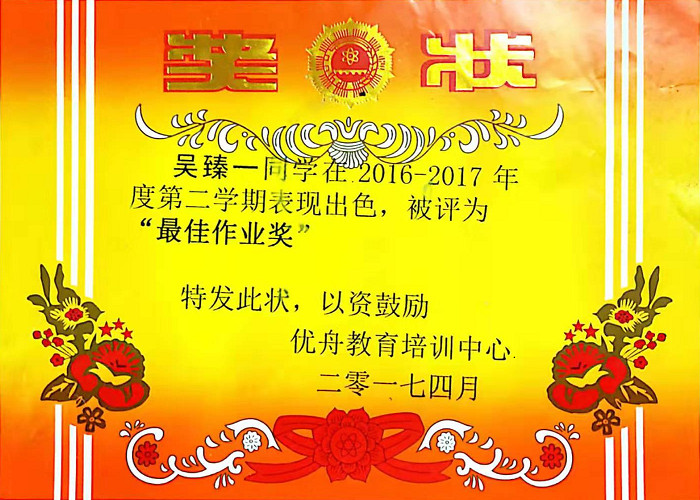 奖 状
吴臻一同学在 2016-2017 年
度第二学期表现出色，被评为
“最佳作业奖”
特发此状，以资鼓励
优舟教育培训中心
二零一七四月